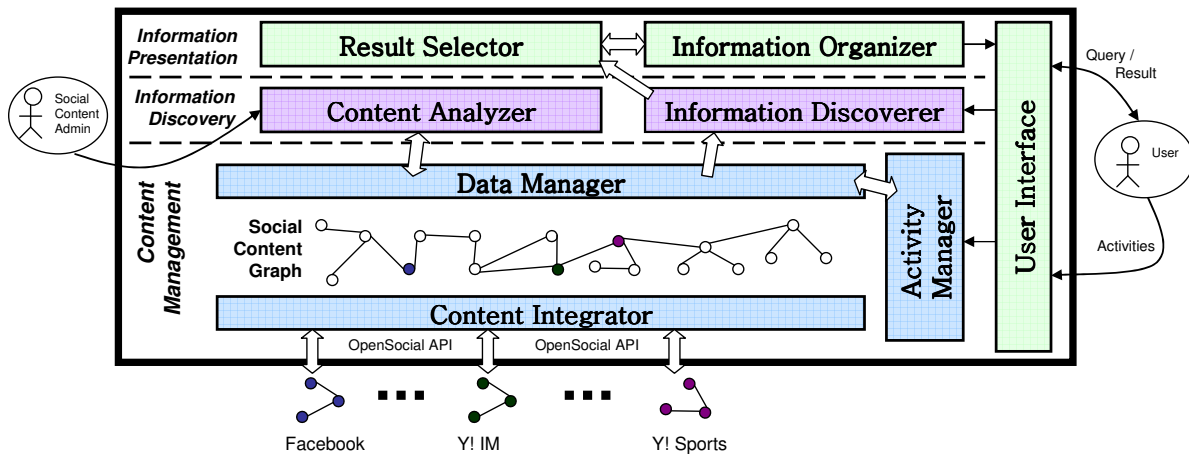 Information
Presentation
Result Selector
Information Organizer
Query /
Result
Social
Content
Admin
Information
Discovery
Content Analyzer
Information Discoverer
User Interface
User
Content
Management
Data Manager
Activity
Manager
Social
Content
Graph
Activities
Content Integrator
OpenSocial API
OpenSocial API
Facebook
Y! IM
Y! Sports